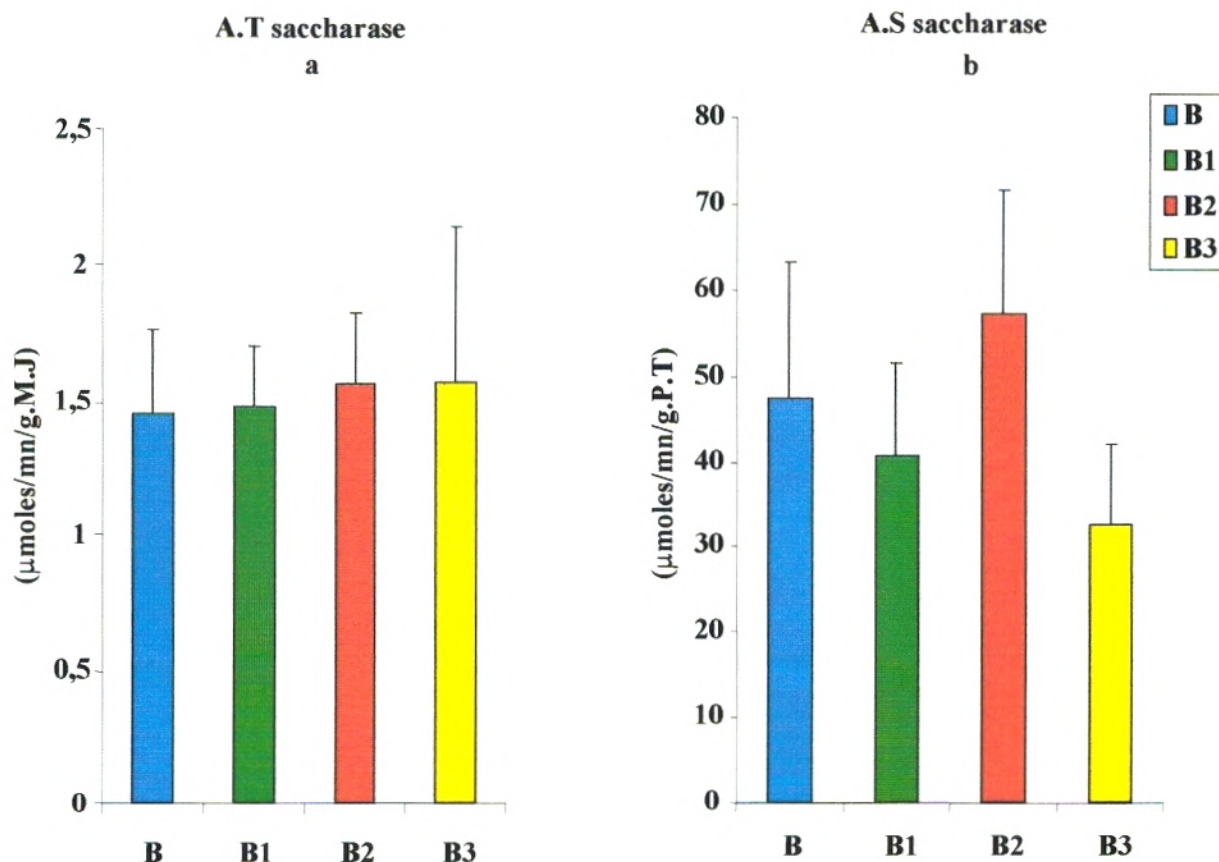 A.T saccharase
a
2,5
2
1,5
1
0,5
0
(μmoles/mn/g.M.J)
B B1 B2 B3
A.S saccharase
b
80
70
60
50
40
30
20
10
0
(μmoles/mn/g.P.T)
B B1 B2 B3
B
B1
B2
B3